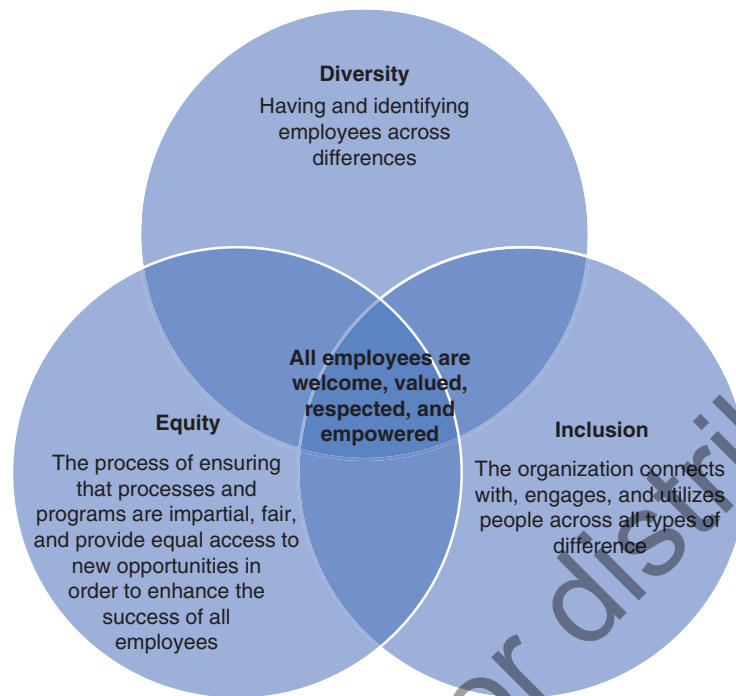 Diversity
Having and identifying
employees across
differences
All employees are
welcome, valued,
respected, and
empowered
Equity
The process of ensuring
that processes and
programs are impartial, fair,
and provide equal access to
new opportunities in
order to enhance the
success of all
employees
Inclusion
The organization connects
with, engages, and utilizes
people across all types of
difference
or distri